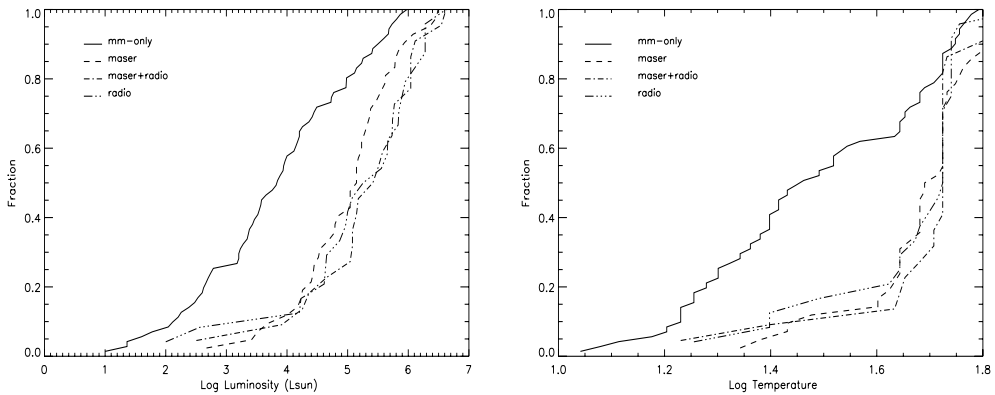 1.0
0.8
0.6
0.4
0.2
0.0
Fraction
mm-only
maser
maser+radio
radio
0 1 2 3 4 5 6 7
Log Luminosity (Lsun)
1.0
0.8
0.6
0.4
0.2
0.0
Fraction
mm-only
maser
maser+radio
radio
1.0 1.2 1.4 1.6 1.8
Log Temperature